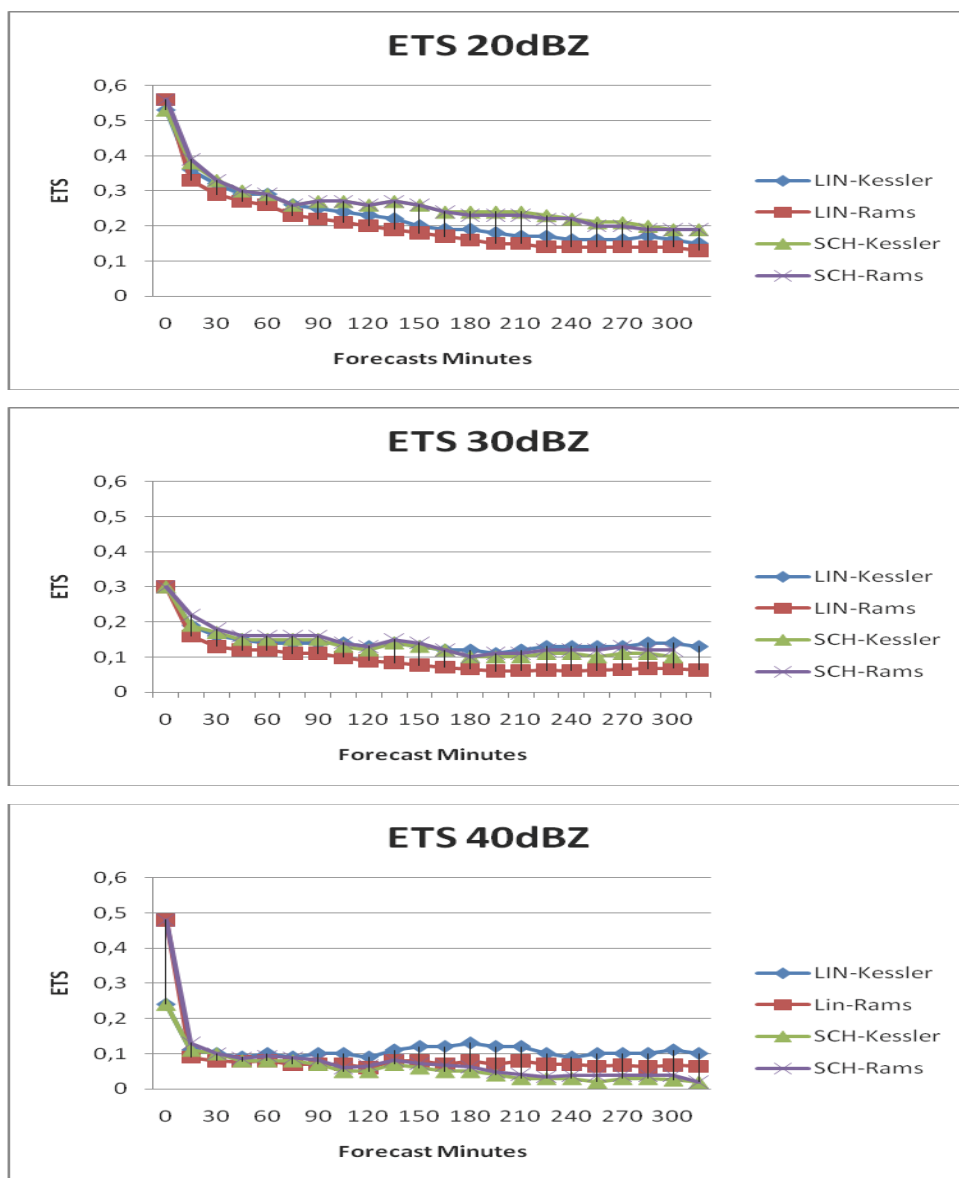 ETS 20dBZ
0,6
0,5
0,4
0,3
0,2
0,1
0
ETS
0 30 60 90 120 150 180 210 240 270 300
Forecasts Minutes
LIN-Kessler
LIN-Rams
SCH-Kessler
SCH-Rams
ETS 30dBZ
0,6
0,5
0,4
0,3
0,2
0,1
0
ETS
0 30 60 90 120 150 180 210 240 270 300
Forecast Minutes
LIN-Kessler
LIN-Rams
SCH-Kessler
SCH-Rams
ETS 40dBZ
0,6
0,5
0,4
0,3
0,2
0,1
0
ETS
0 30 60 90 120 150 180 210 240 270 300
Forecast Minutes
LIN-Kessler
Lin-Rams
SCH-Kessler
SCH-Rams